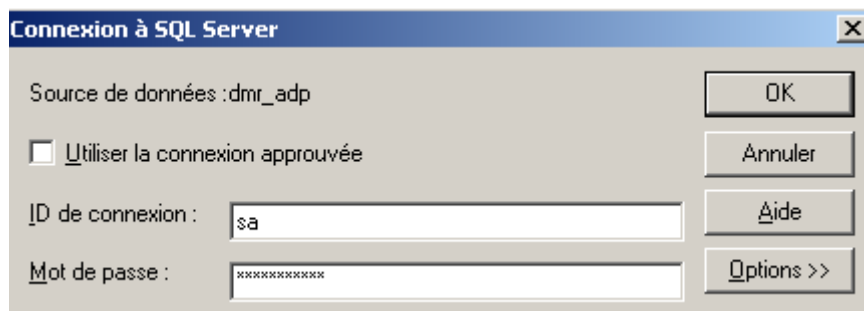 Connexion à SQL Server
Source de données :dmr_adp
OK
Utiliser la connexion approuvée
Annuler
ID de connexion :
sa
Aide
Mot de passe :
xxxxxxxxxxx
Options >>